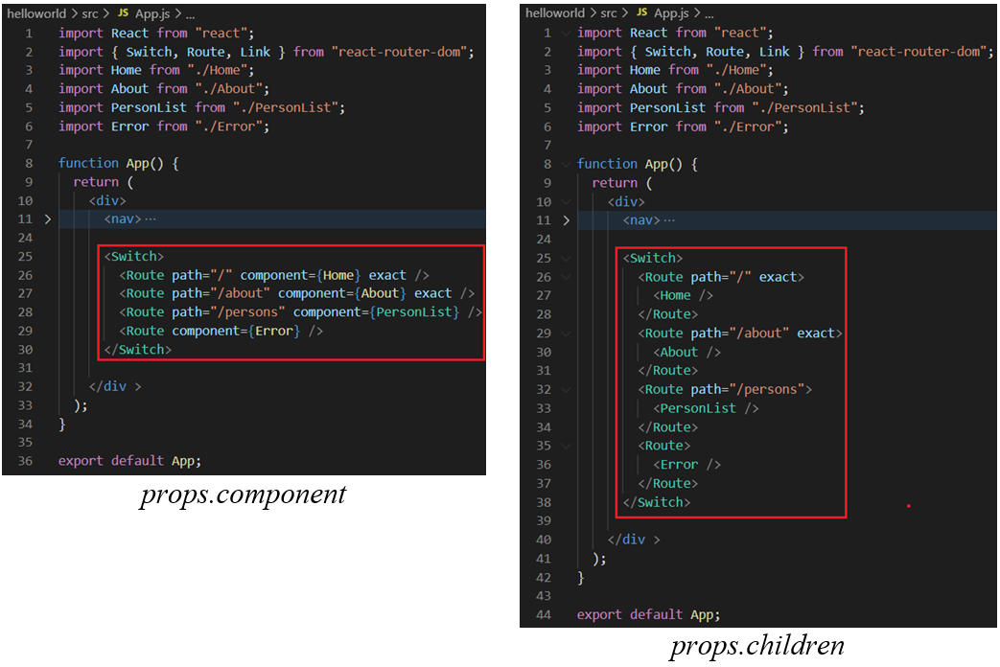 helloworld > src > JS App.js > ...
1 import React from "react";
2 import { Switch, Route, Link } from "react-router-dom";
3 import Home from "./Home";
4 import About from "./About";
5 import PersonList from "./PersonList";
6 import Error from "./Error";
7
8 function App() {
9 return (
10 <div>
11 > <nav>···
24
25 <Switch>
26 <Route path="/" component={Home} exact />
27 <Route path="/about" component={About} exact />
28 <Route path="/persons" component={PersonList} />
29 <Route component={Error} />
30 </Switch>
31
32 </div >
33 );
34 }
35
36 export default App;
props.component
helloworld > src > JS App.js > ...
1 import React from "react";
2 import { Switch, Route, Link } from "react-router-dom";
3 import Home from "./Home";
4 import About from "./About";
5 import PersonList from "./PersonList";
6 import Error from "./Error";
7
8 function App() {
9 return (
10 <div>
11 > <nav>···
24
25 <Switch>
26 <Route path="/" exact>
27 <Home />
28 </Route>
29 <Route path="/about" exact>
30 <About />
31 </Route>
32 <Route path="/persons">
33 <PersonList />
34 </Route>
35 <Route>
36 <Error />
37 </Route>
38 </Switch>
39
40 </div >
41 );
42 }
43
44 export default App;
props.children